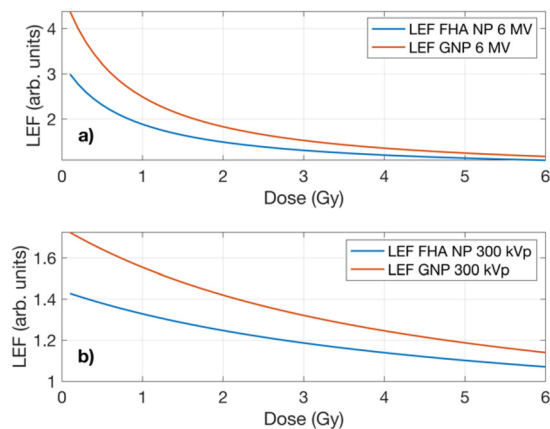 LEF (arb. units)
4
3
2
LEF FHA NP 6 MV
LEF GNP 6 MV
a)
0 1 2 3 4 5 6
Dose (Gy)
LEF (arb. units)
1.6
1.4
1.2
1
LEF FHA NP 300 kVp
LEF GNP 300 kVp
b)
0 1 2 3 4 5 6
Dose (Gy)